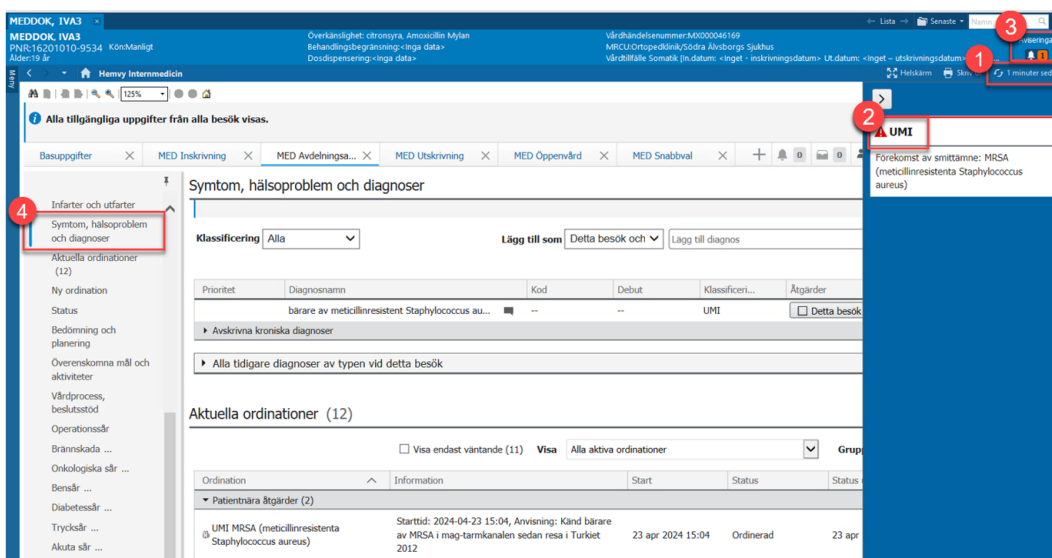 MEDDOK, IVA3
Lista
Senaste
Namn
MEDDOK, IVA3
PNR:16201010-9534 Kön:Manligt
Ålder:19 år
Överkänslighet: citronsyra, Amoxicillin Mylan
Behandlingsbegränsning:<Inga data>
Dosdispensering:<Inga data>
Vårdhändelsenummer:MX000046169
MRCU:Ortopedklinik/Södra Älvsborgs Sjukhus
Vårdtillfälle Somatik [In.datum: <Inget - inskrivningsdatum> Ut.datum: <Inget – utskrivningsdatum>
3
1
1
Meny
Hemvy Internmedicin
Helskärm
1 minuter sed
125%
Alla tillgängliga uppgifter från alla besök visas.
2
UMI
Förekomst av smittämne: MRSA
(meticillinresistenta Staphylococcus
aureus)
Basuppgifter
MED Inskrivning
MED Avdelningsa...
MED Utskrivning
MED Öppenvård
MED Snabbval
0
0
4
Infarter och utfarter
Symtom, hälsoproblem
och diagnoser
Aktuella ordinationer
(12)
Ny ordination
Status
Bedömning och
planering
Överenskomna mål och
aktiviteter
Vårdprocess,
beslutsstöd
Operationssår
Brännskada ...
Onkologiska sår ...
Bensår ...
Diabetessår ...
Trycksår ...
Akuta sår ...
Symtom, hälsoproblem och diagnoser
Klassificering Alla
Lägg till som Detta besök och
Lägg till diagnos
Prioritet Diagnosnamn Kod Debut Klassificeri... Åtgärder
bärare av meticillinresistent Staphylococcus au... -- -- UMI Detta besök
Avskrivna kroniska diagnoser
Alla tidigare diagnoser av typen vid detta besök
Aktuella ordinationer (12)
Visa endast väntande (11) Visa Alla aktiva ordinationer
Ordination Information Start Status Status
Patientnära åtgärder (2)
UMI MRSA (meticillinresistenta
Staphylococcus aureus)
Starttid: 2024-04-23 15:04, Anvisning: Känd bärare
av MRSA i mag-tarmkanalen sedan resa i Turkiet
2012
23 apr 2024 15:04 Ordinerad 23 apr